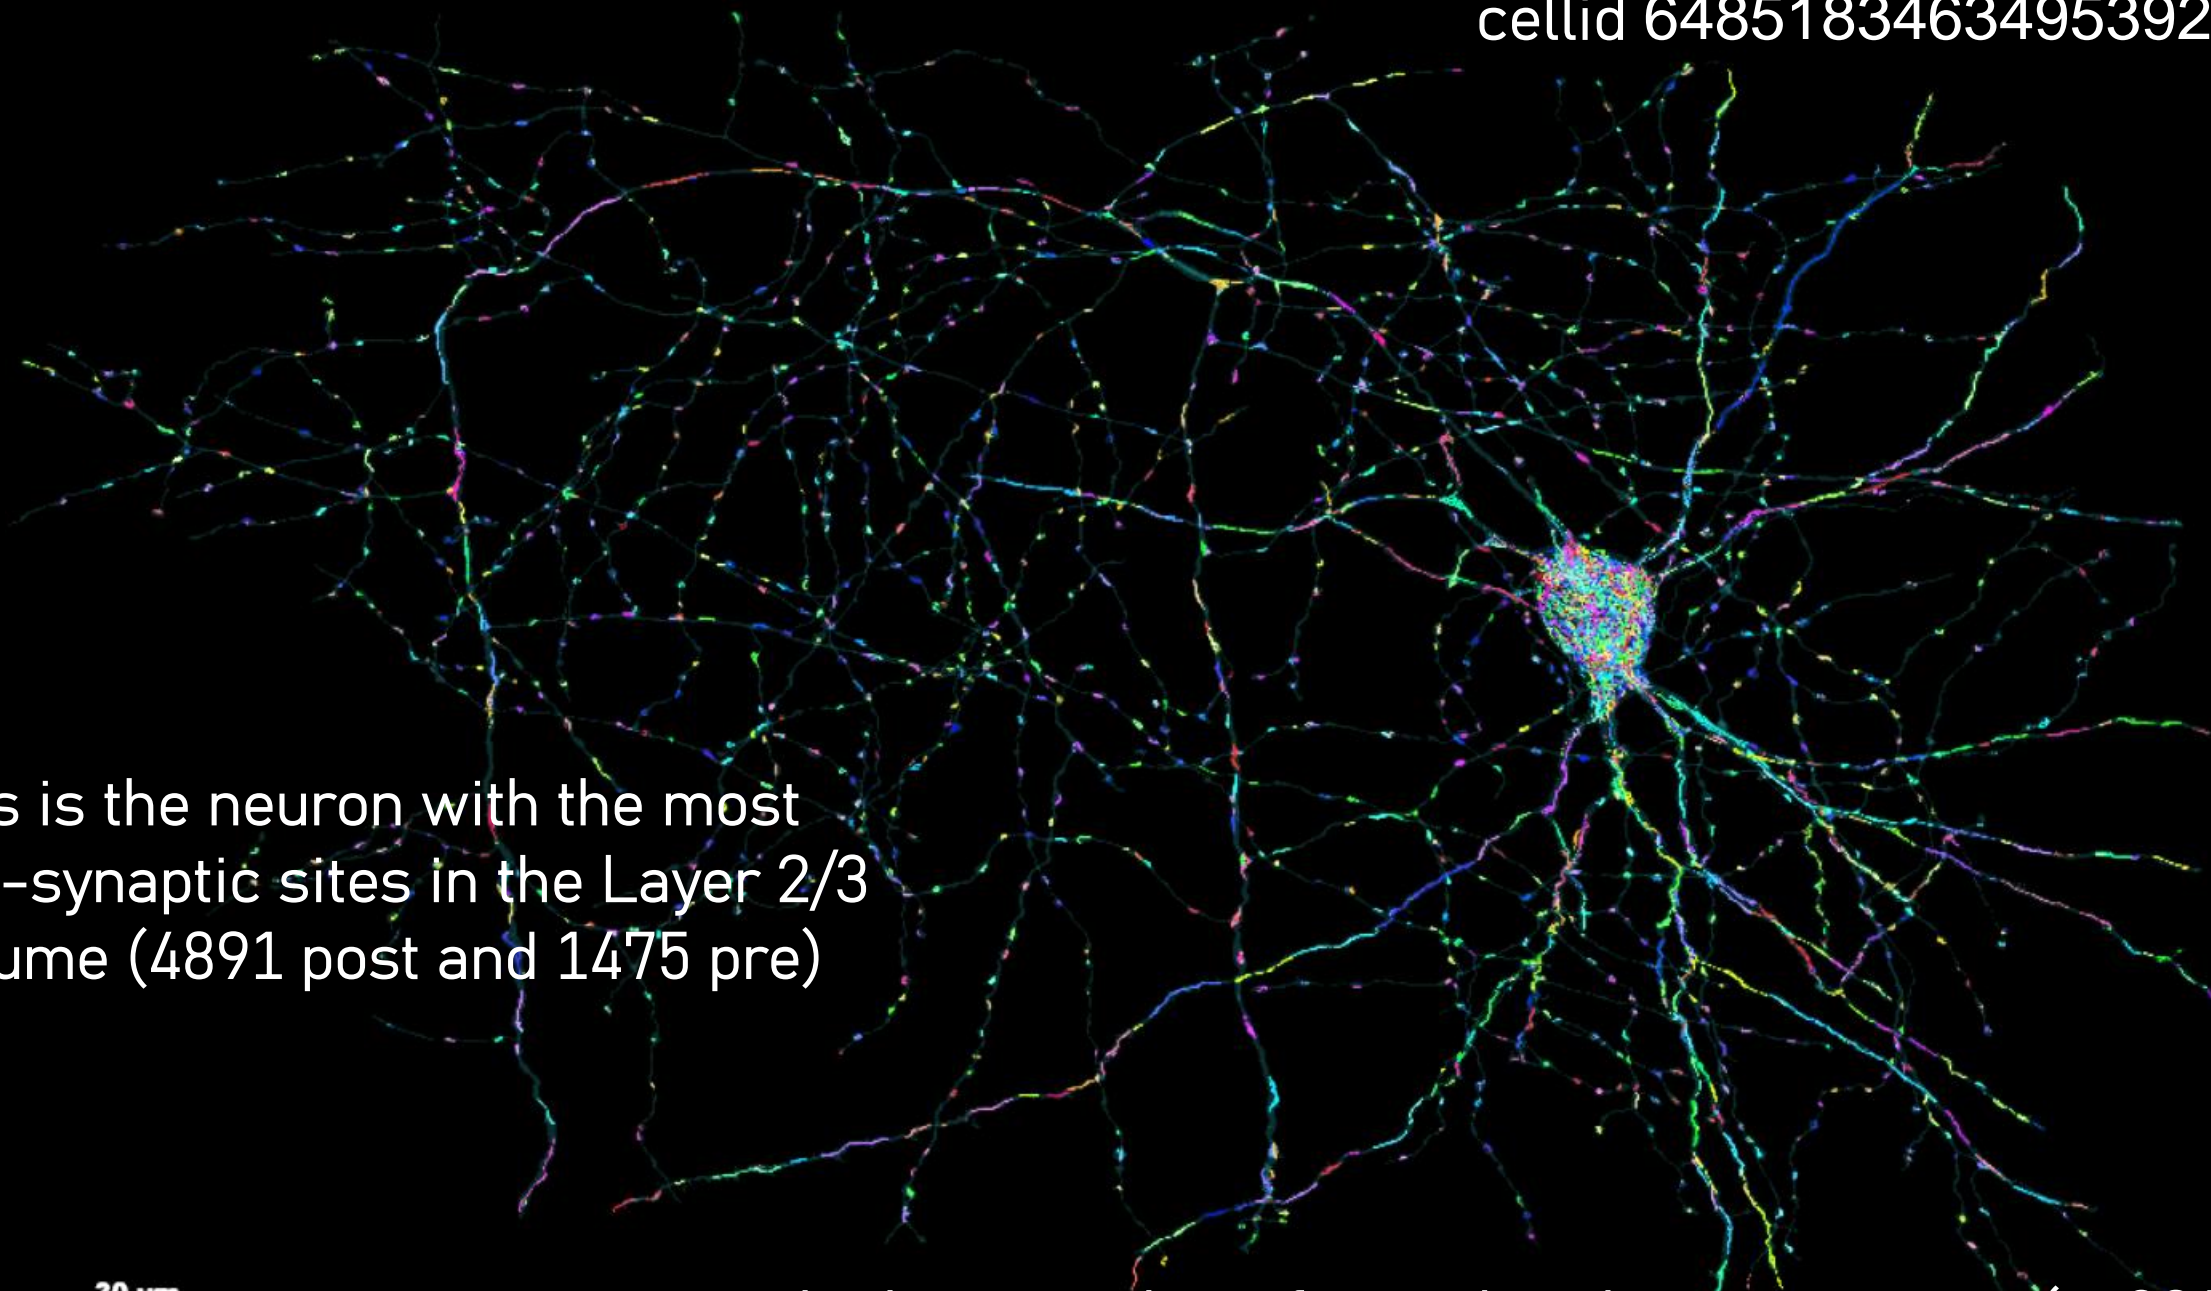 cellid 6485183463495392
s is the neuron with the most
-synaptic sites in the Layer 2/3
ume (4891 post and 1475 pre)